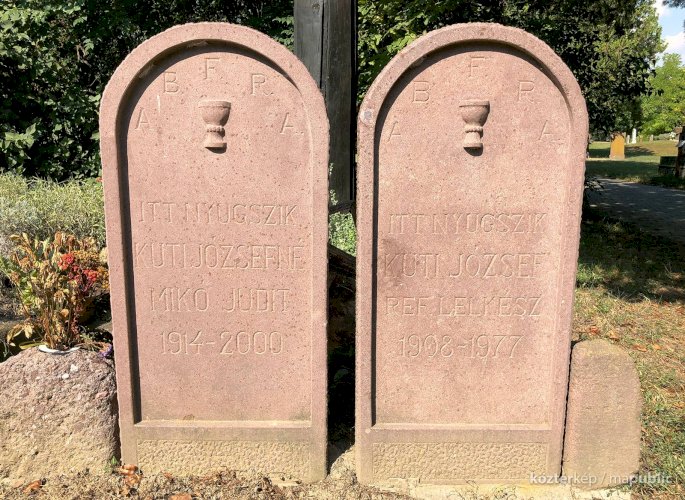 A B F R A
ITT NYUGSZIK
KUTI JÓZSEFNÉ
MIKÓ JUDIT
1914-2000
A B F R A
ITT NYUGSZIK
KUTI JÓZSEF
REF. LELKÉSZ
1908-1977
kozterkep / mapublic